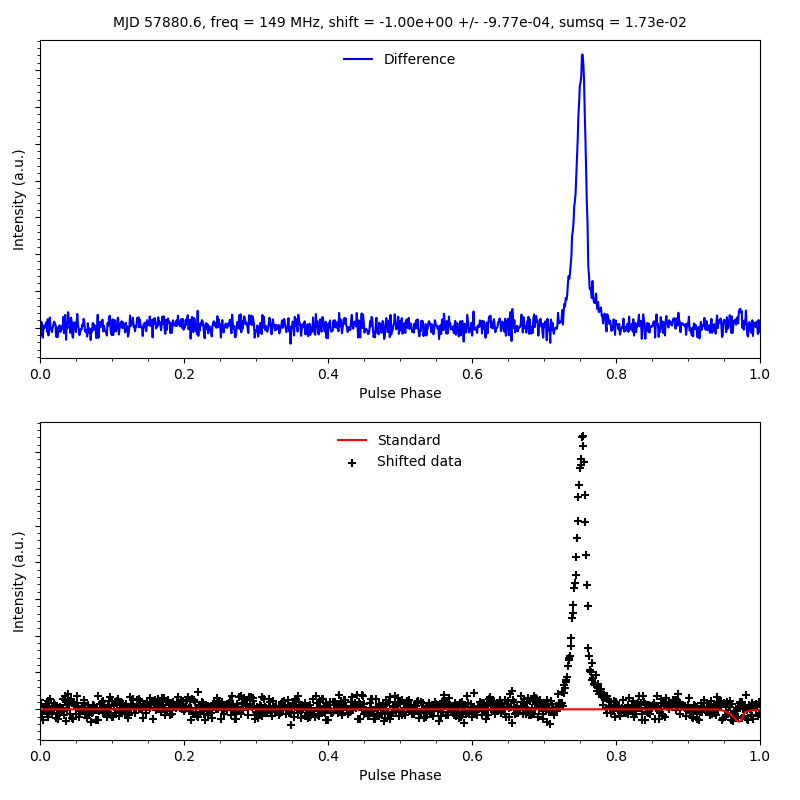 MJD 57880.6, freq = 149 MHz, shift = -1.00e+00 +/- -9.77e-04, sumsq = 1.73e-02
Difference
Intensity (a.u.)
0.0 0.2 0.4 0.6 0.8 1.0
Pulse Phase
Standard
Shifted data
Intensity (a.u.)
0.0 0.2 0.4 0.6 0.8 1.0
Pulse Phase